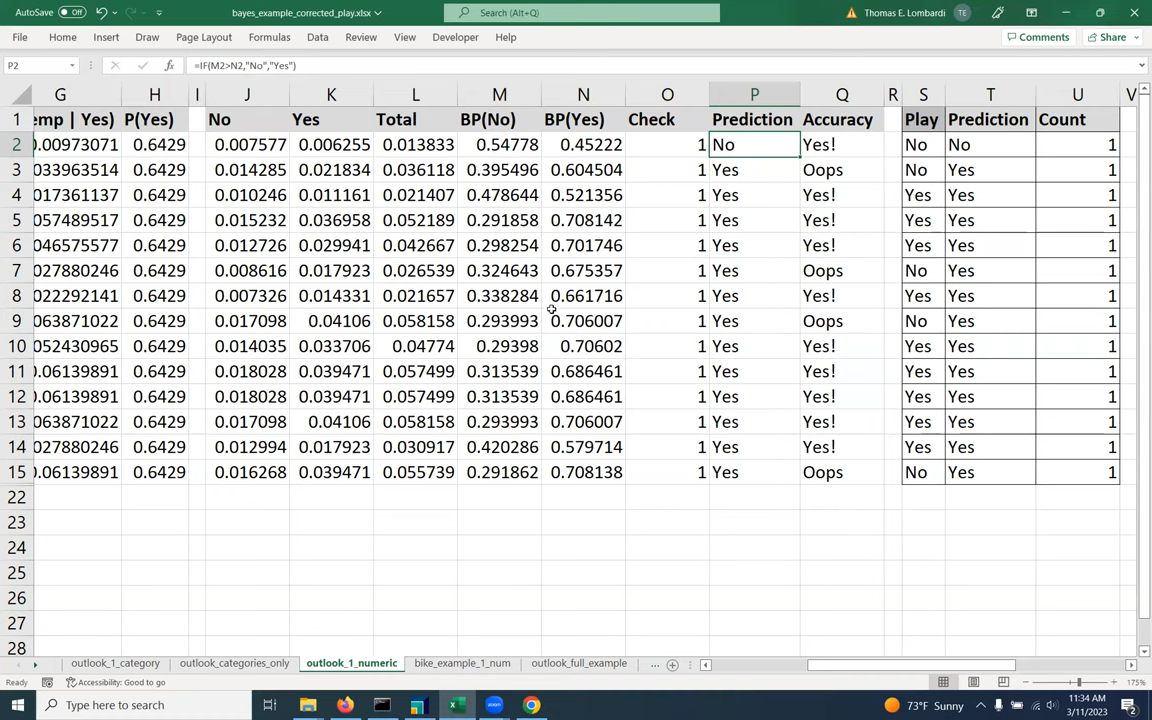 AutoSave Off bayes_example_corrected_play.xlsx Search (Alt+Q) Thomas E. Lombardi TE
File Home Insert Draw Page Layout Formulas Data Review View Developer Help Comments Share
P2 fx =IF(M2>N2,"No","Yes")
G H I J K L M N O P Q R S T U V
1 emp | Yes) P(Yes) No Yes Total BP(No) BP(Yes) Check Prediction Accuracy Play Prediction Count
2 0.00973071 0.6429 0.007577 0.006255 0.013833 0.54778 0.45222 1 No Yes! No No 1
3 033963514 0.6429 0.014285 0.021834 0.036118 0.395496 0.604504 1 Yes Oops No Yes 1
4 017361137 0.6429 0.010246 0.011161 0.021407 0.478644 0.521356 1 Yes Yes! Yes Yes 1
5 057489517 0.6429 0.015232 0.036958 0.052189 0.291858 0.708142 1 Yes Yes! Yes Yes 1
6 046575577 0.6429 0.012726 0.029941 0.042667 0.298254 0.701746 1 Yes Yes! Yes Yes 1
7 027880246 0.6429 0.008616 0.017923 0.026539 0.324643 0.675357 1 Yes Oops No Yes 1
8 022292141 0.6429 0.007326 0.014331 0.021657 0.338284 0.661716 1 Yes Yes! Yes Yes 1
9 063871022 0.6429 0.017098 0.04106 0.058158 0.293993 0.706007 1 Yes Oops No Yes 1
10 052430965 0.6429 0.014035 0.033706 0.04774 0.29398 0.70602 1 Yes Yes! Yes Yes 1
11 0.06139891 0.6429 0.018028 0.039471 0.057499 0.313539 0.686461 1 Yes Yes! Yes Yes 1
12 0.06139891 0.6429 0.018028 0.039471 0.057499 0.313539 0.686461 1 Yes Yes! Yes Yes 1
13 063871022 0.6429 0.017098 0.04106 0.058158 0.293993 0.706007 1 Yes Yes! Yes Yes 1
14 027880246 0.6429 0.012994 0.017923 0.030917 0.420286 0.579714 1 Yes Yes! Yes Yes 1
15 0.06139891 0.6429 0.016268 0.039471 0.055739 0.291862 0.708138 1 Yes Oops No Yes 1
22
23
24
25
26
27
28
outlook_1_category outlook_categories_only outlook_1_numeric bike_example_1_num outlook_full_example ...
Ready Accessibility: Good to go 175%
Type here to search 73°F Sunny 11:34 AM
3/11/2023 2